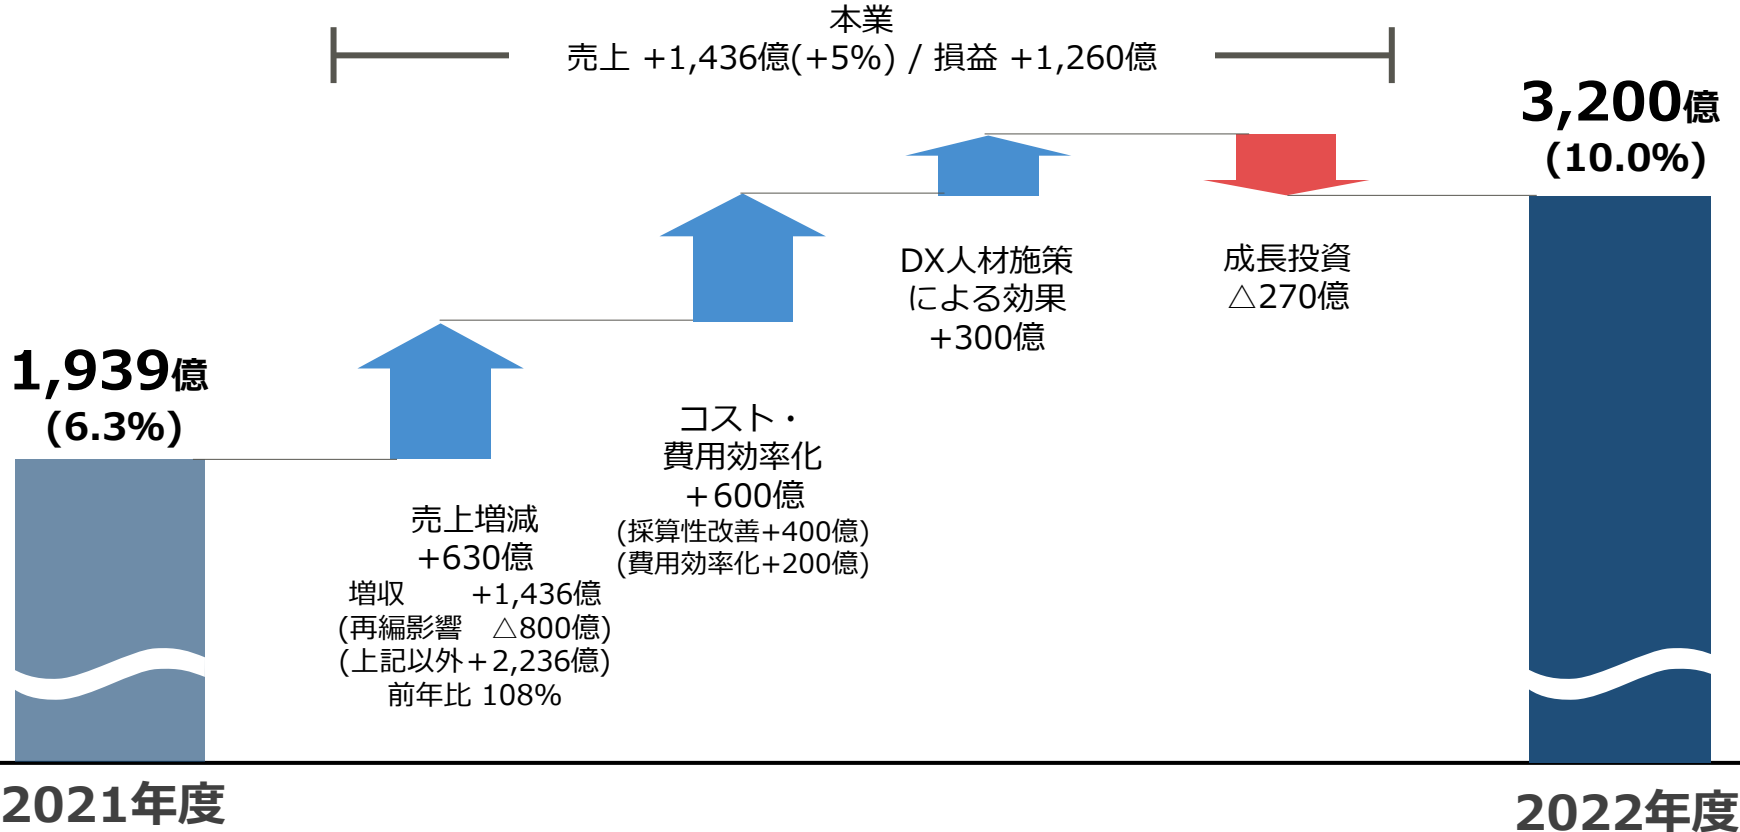 本業
売上 +1,436億(+5%) / 損益 +1,260億
3,200億
(10.0%)
1,939億
(6.3%)
売上増減
+630億
増収 +1,436億
(再編影響 △800億)
(上記以外＋2,236億)
前年比 108%
コスト・
費用効率化
＋600億
(採算性改善+400億)
(費用効率化+200億)
DX人材施策
による効果
+300億
成長投資
△270億
2021年度
2022年度